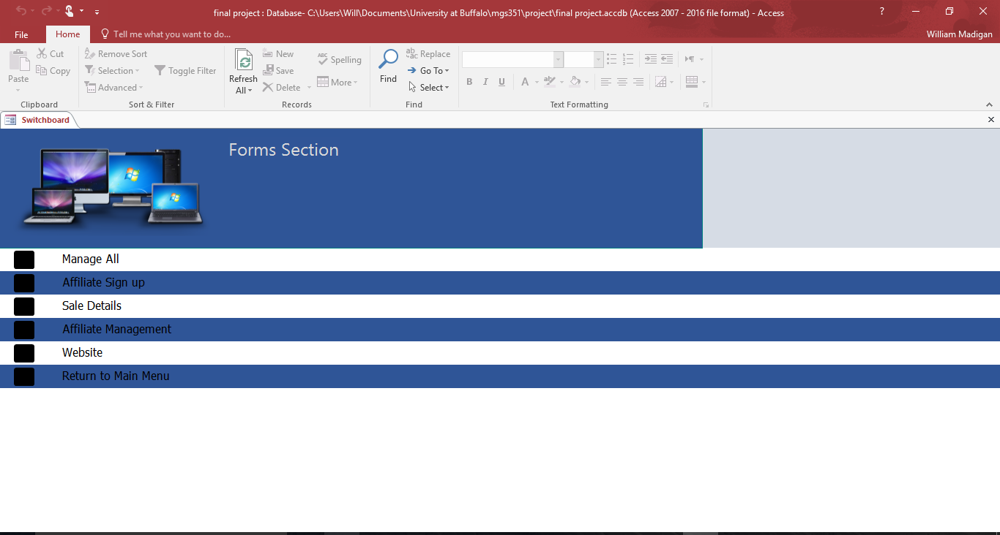 final project : Database- C:\Users\Will\Documents\University at Buffalo\mgs351\project\final project.accdb (Access 2007 - 2016 file format) - Access
?
File
Home
Tell me what you want to do...
William Madigan
Paste
Cut
Copy
Clipboard
Remove Sort
Selection
Advanced
Toggle Filter
Sort & Filter
Refresh
All
New
Save
Delete
Spelling
More
Records
Find
Replace
Go To
Select
Find
B I U A
Text Formatting
Switchboard
Forms Section
Manage All
Affiliate Sign up
Sale Details
Affiliate Management
Website
Return to Main Menu